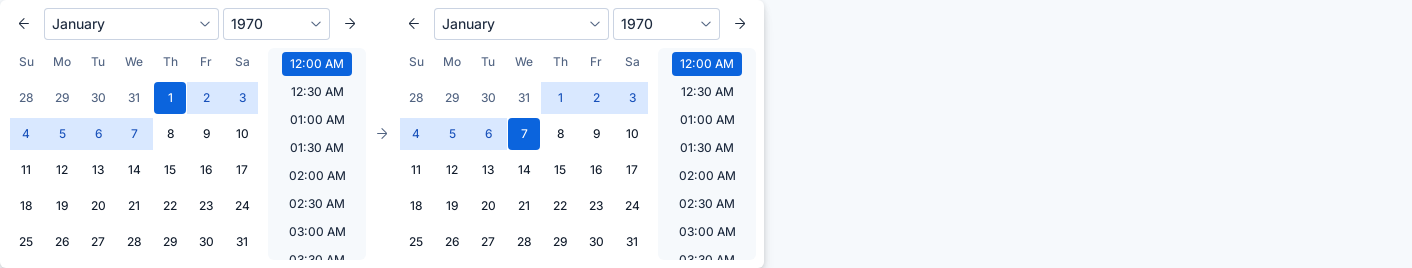 January 1970 January 1970
Su Mo Tu We Th Fr Sa 12:00 AM Su Mo Tu We Th Fr Sa 12:00 AM
28 29 30 31 1 2 3 12:30 AM 28 29 30 31 1 2 3 12:30 AM
01:00 AM 01:00 AM
4 5 6 7 8 9 10 01:30 AM 4 5 6 7 8 9 10 01:30 AM
11 12 13 14 15 16 17 02:00 AM 11 12 13 14 15 16 17 02:00 AM
18 19 20 21 22 23 24 02:30 AM 18 19 20 21 22 23 24 02:30 AM
25 26 27 28 29 30 31 03:00 AM 25 26 27 28 29 30 31 03:00 AM
03:30 AM 03:30 AM